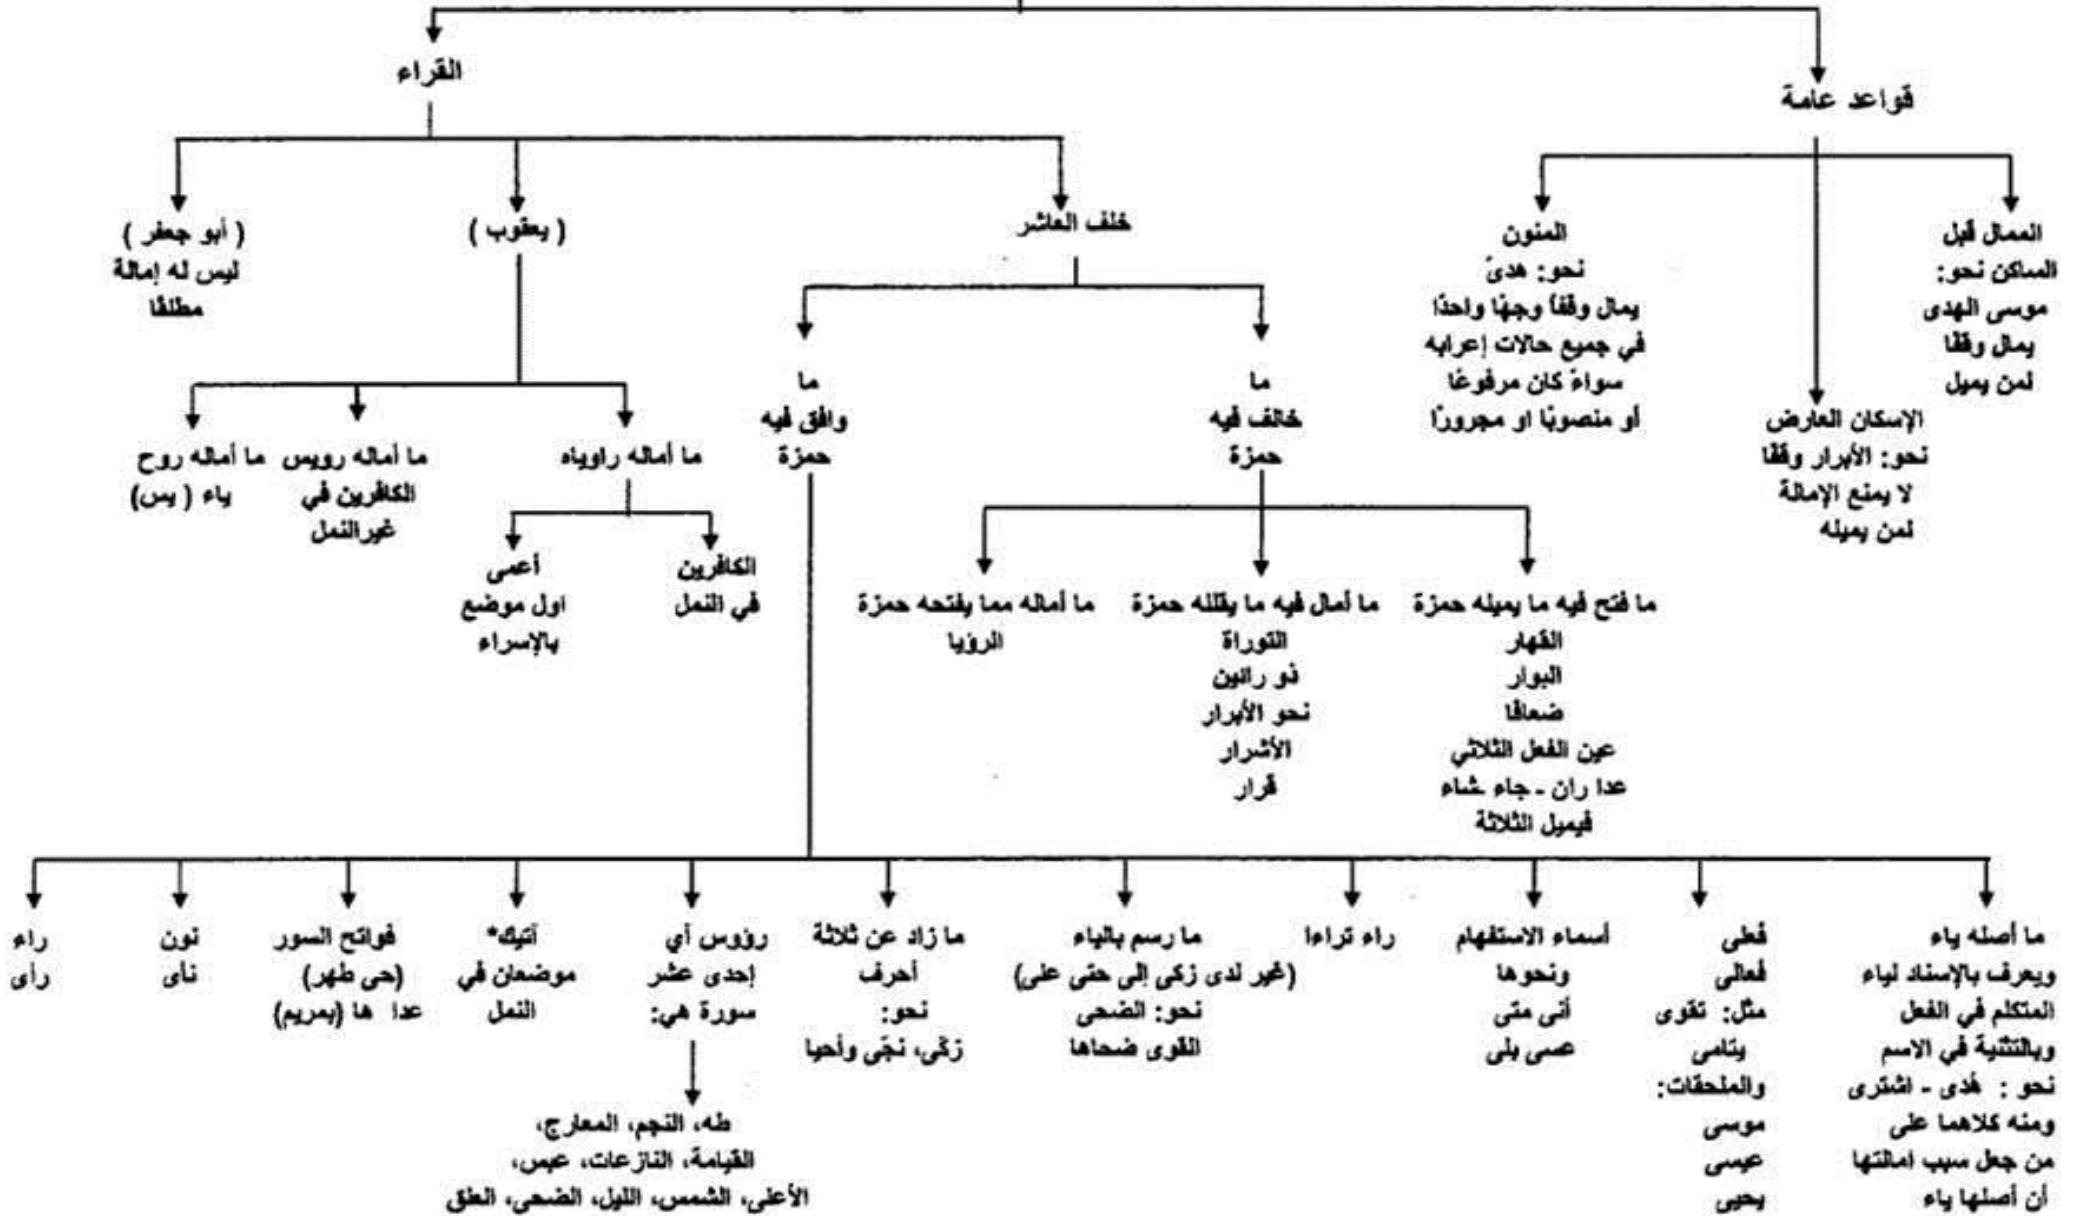 قواعد عامة
الممال قبل
الساكن نحو:
موسى الهدى
يمال وقفًا
لمن يميل
الإسكان العارض
نحو: الأبرار وقفًا
لا يمنع الإمالة
لمن يميله
المنون
نحو: هدىً
يمال وقفاً وجهًا واحدًا
في جميع حالات إعرابه
سواءً كان مرفوعًا
أو منصوبًا او مجرورًا
القراء
خلف العاشر
ما
خالف فيه
حمزة
ما فتح فيه ما يميله حمزة
القهار
البوار
ضعافًا
عين الفعل الثلاثي
عدا ران - جاء شاء
فيميل الثلاثة
ما أمال فيه ما يقلله حمزة
التوراة
ذو رائين
نحو الأبرار
الأشرار
قرار
ما أماله مما يفتحه حمزة
الرؤيا
ما
وافق فيه
حمزة
ما أصله ياء
ويعرف بالإسناد لياء
المتكلم في الفعل
وبالتثنية في الاسم
نحو : هُدى - اشترى
ومنه كلاهما على
من جعل سبب امالتها
أن أصلها ياء
فعلى
فعالى
مثل: تقوى
يتامى
والملحقات:
موسى
عيسى
يحيى
أسماء الاستفهام
ونحوها
أنى متى
عسى بلى
راء تراءا
ما رسم بالياء
(غير لدى زكى إلى حتى على)
نحو: الضحى
القوى ضحاها
ما زاد عن ثلاثة
أحرف
نحو:
زكّى، نجّى وأحيا
رؤوس أي
إحدى عشر
سورة هي:
طه، النجم، المعارج،
القيامة، النازعات، عبس،
الأعلى، الشمس، الليل، الضحى، العلق
آتيك*
موضعان في
النمل
فواتح السور
(حى طهر)
عدا ها (بمريم)
نون
نأى
راء
رأى
( يعقوب )
ما أماله راوياه
الكافرين
في النمل
أعمى
اول موضع
بالإسراء
ما أماله رويس
الكافرين في
غيرالنمل
ما أماله روح
ياء ( يس)
( أبو جعفر )
ليس له إمالة
مطلقًا